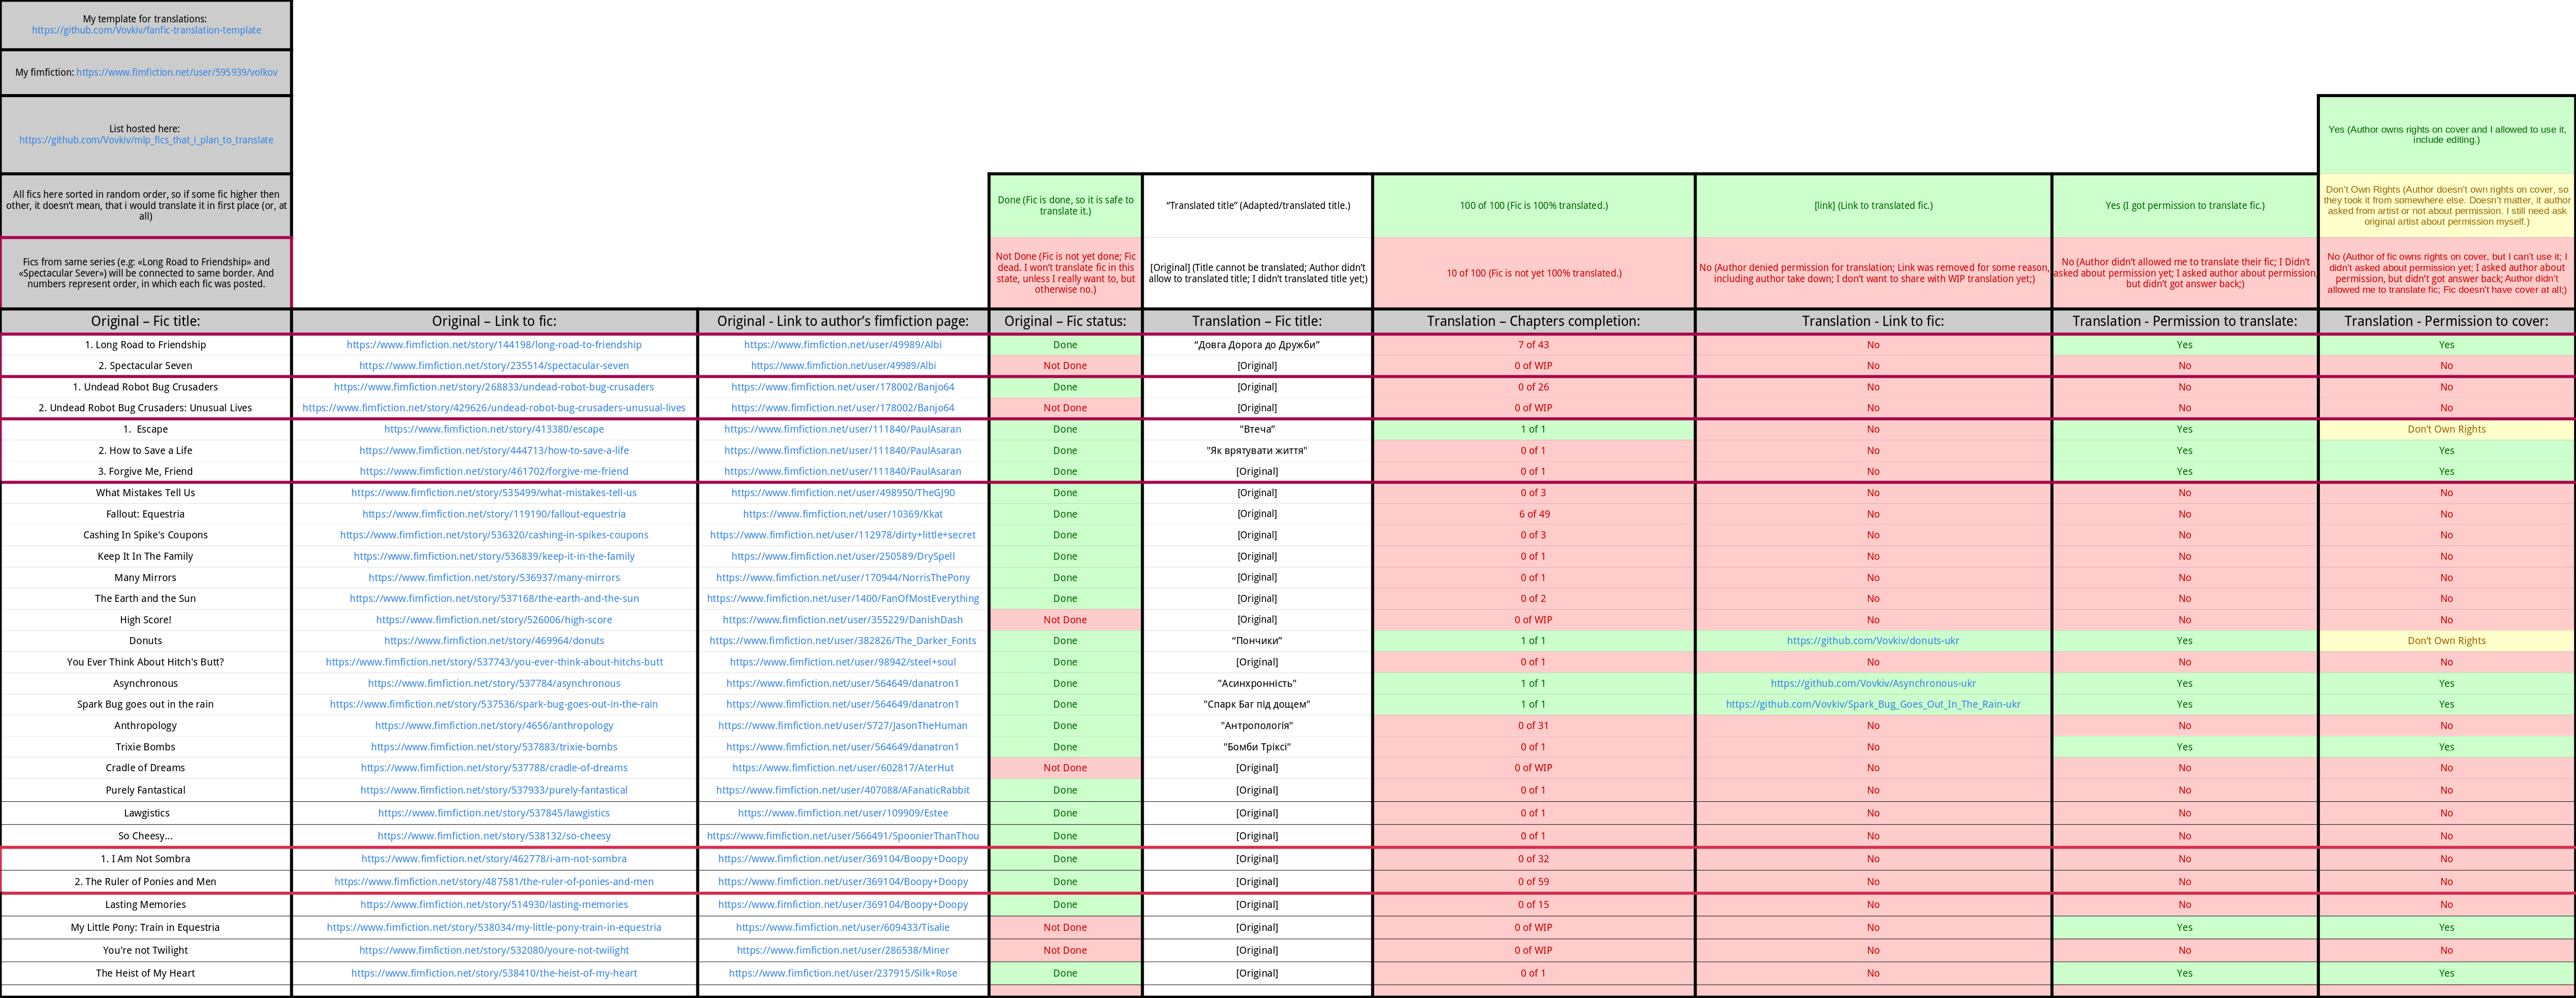 My template for translations:
https://github.com/Vovkiv/fanfic-translation-template
My fimfiction: https://www.fimfiction.net/user/595939/volkov
List hosted here:
https://github.com/Vovkiv/mlp_fics_that_i_plan_to_translate
Yes (Author owns rights on cover and I allowed to use it,
include editing.)
All fics here sorted in random order, so if some fic higher then
other, it doesn't mean, that i would translate it in first place (or, at
all)
Done (Fic is done, so it is safe to
translate it.)
“Translated title” (Adapted/translated title.)
100 of 100 (Fic is 100% translated.)
[link] (Link to translated fic.)
Yes (I got permission to translate fic.)
Don't Own Rights (Author doesn't own rights on cover, so
they took it from somewhere else. Doesn't matter, it author
asked from artist or not about permission. I still need ask
original artist about permission myself.)
Fics from same series (e.g: «Long Road to Friendship» and
«Spectacular Sever») will be connected to same border. And
numbers represent order, in which each fic was posted.
Not Done (Fic is not yet done; Fic
dead. I won't translate fic in this
state, unless I really want to, but
otherwise no.)
[Original] (Title cannot be translated; Author didn't
allow to translated title; I didn't translated title yet;)
10 of 100 (Fic is not yet 100% translated.)
No (Author denied permission for translation; Link was removed for some reason,
including author take down; I don't want to share with WIP translation yet;)
No (Author didn't allowed me to translate their fic; I Didn't
asked about permission yet; I asked author about permission,
but didn't got answer back;)
No (Author of fic owns rights on cover, but I can't use it; I
didn't asked about permission yet; I asked author about
permission, but didn't got answer back; Author didn't
allowed me to translate fic; Fic doesn't have cover at all;)
Original – Fic title: Original – Link to fic: Original - Link to author's fimfiction page: Original – Fic status: Translation – Fic title: Translation – Chapters completion: Translation - Link to fic: Translation - Permission to translate: Translation - Permission to cover:
1. Long Road to Friendship https://www.fimfiction.net/story/144198/long-road-to-friendship https://www.fimfiction.net/user/49989/Albi Done “Довга Дорога до Дружби” 7 of 43 No Yes Yes
2. Spectacular Seven https://www.fimfiction.net/story/235514/spectacular-seven https://www.fimfiction.net/user/49989/Albi Not Done [Original] 0 of WIP No No No
1. Undead Robot Bug Crusaders https://www.fimfiction.net/story/268833/undead-robot-bug-crusaders https://www.fimfiction.net/user/178002/Banjo64 Done [Original] 0 of 26 No No No
2. Undead Robot Bug Crusaders: Unusual Lives https://www.fimfiction.net/story/429626/undead-robot-bug-crusaders-unusual-lives https://www.fimfiction.net/user/178002/Banjo64 Not Done [Original] 0 of WIP No No No
1. Escape https://www.fimfiction.net/story/413380/escape https://www.fimfiction.net/user/111840/PaulAsaran Done "Втеча" 1 of 1 No Yes Don't Own Rights
2. How to Save a Life https://www.fimfiction.net/story/444713/how-to-save-a-life https://www.fimfiction.net/user/111840/PaulAsaran Done "Як врятувати життя" 0 of 1 No Yes Yes
3. Forgive Me, Friend https://www.fimfiction.net/story/461702/forgive-me-friend https://www.fimfiction.net/user/111840/PaulAsaran Done [Original] 0 of 1 No Yes Yes
What Mistakes Tell Us https://www.fimfiction.net/story/535499/what-mistakes-tell-us https://www.fimfiction.net/user/498950/TheGJ90 Done [Original] 0 of 3 No No No
Fallout: Equestria https://www.fimfiction.net/story/119190/fallout-equestria https://www.fimfiction.net/user/10369/Kkat Done [Original] 6 of 49 No No No
Cashing In Spike's Coupons https://www.fimfiction.net/story/536320/cashing-in-spikes-coupons https://www.fimfiction.net/user/112978/dirty+little+secret Done [Original] 0 of 3 No No No
Keep It In The Family https://www.fimfiction.net/story/536839/keep-it-in-the-family https://www.fimfiction.net/user/250589/DrySpell Done [Original] 0 of 1 No No No
Many Mirrors https://www.fimfiction.net/story/536937/many-mirrors https://www.fimfiction.net/user/170944/NorrisThePony Done [Original] 0 of 1 No No No
The Earth and the Sun https://www.fimfiction.net/story/537168/the-earth-and-the-sun https://www.fimfiction.net/user/1400/FanOfMostEverything Done [Original] 0 of 2 No No No
High Score! https://www.fimfiction.net/story/526006/high-score https://www.fimfiction.net/user/355229/DanishDash Not Done [Original] 0 of WIP No No No
Donuts https://www.fimfiction.net/story/469964/donuts https://www.fimfiction.net/user/382826/The_Darker_Fonts Done “Пончики” 1 of 1 https://github.com/Vovkiv/donuts-ukr Yes Don't Own Rights
You Ever Think About Hitch's Butt? https://www.fimfiction.net/story/537743/you-ever-think-about-hitchs-butt https://www.fimfiction.net/user/98942/steel+soul Done [Original] 0 of 1 No No No
Asynchronous https://www.fimfiction.net/story/537784/asynchronous https://www.fimfiction.net/user/564649/danatron1 Done "Асинхронність" 1 of 1 https://github.com/Vovkiv/Asynchronous-ukr Yes Yes
Spark Bug goes out in the rain https://www.fimfiction.net/story/537536/spark-bug-goes-out-in-the-rain https://www.fimfiction.net/user/564649/danatron1 Done "Спарк Баг під дощем" 1 of 1 https://github.com/Vovkiv/Spark_Bug_Goes_Out_In_The_Rain-ukr Yes Yes
Anthropology https://www.fimfiction.net/story/4656/anthropology https://www.fimfiction.net/user/5727/JasonTheHuman Done "Антропологія" 0 of 31 No No No
Trixie Bombs https://www.fimfiction.net/story/537883/trixie-bombs https://www.fimfiction.net/user/564649/danatron1 Done "Бомби Тріксі" 0 of 1 No Yes Yes
Cradle of Dreams https://www.fimfiction.net/story/537788/cradle-of-dreams https://www.fimfiction.net/user/602817/AterHut Not Done [Original] 0 of WIP No No No
Purely Fantastical https://www.fimfiction.net/story/537933/purely-fantastical https://www.fimfiction.net/user/407088/AFanaticRabbit Done [Original] 0 of 1 No No No
Lawgistics https://www.fimfiction.net/story/537845/lawgistics https://www.fimfiction.net/user/109909/Estee Done [Original] 0 of 1 No No No
So Cheesy... https://www.fimfiction.net/story/538132/so-cheesy https://www.fimfiction.net/user/566491/SpoonierThanThou Done [Original] 0 of 1 No No No
1. I Am Not Sombra https://www.fimfiction.net/story/462778/i-am-not-sombra https://www.fimfiction.net/user/369104/Boopy+Doopy Done [Original] 0 of 32 No No No
2. The Ruler of Ponies and Men https://www.fimfiction.net/story/487581/the-ruler-of-ponies-and-men https://www.fimfiction.net/user/369104/Boopy+Doopy Done [Original] 0 of 59 No No No
Lasting Memories https://www.fimfiction.net/story/514930/lasting-memories https://www.fimfiction.net/user/369104/Boopy+Doopy Done [Original] 0 of 15 No No No
My Little Pony: Train in Equestria https://www.fimfiction.net/story/538034/my-little-pony-train-in-equestria https://www.fimfiction.net/user/609433/Tisalie Not Done [Original] 0 of WIP No Yes Yes
You're not Twilight https://www.fimfiction.net/story/532080/youre-not-twilight https://www.fimfiction.net/user/286538/Miner Not Done [Original] 0 of WIP No No No
The Heist of My Heart https://www.fimfiction.net/story/538410/the-heist-of-my-heart https://www.fimfiction.net/user/237915/Silk+Rose Done [Original] 0 of 1 No Yes Yes